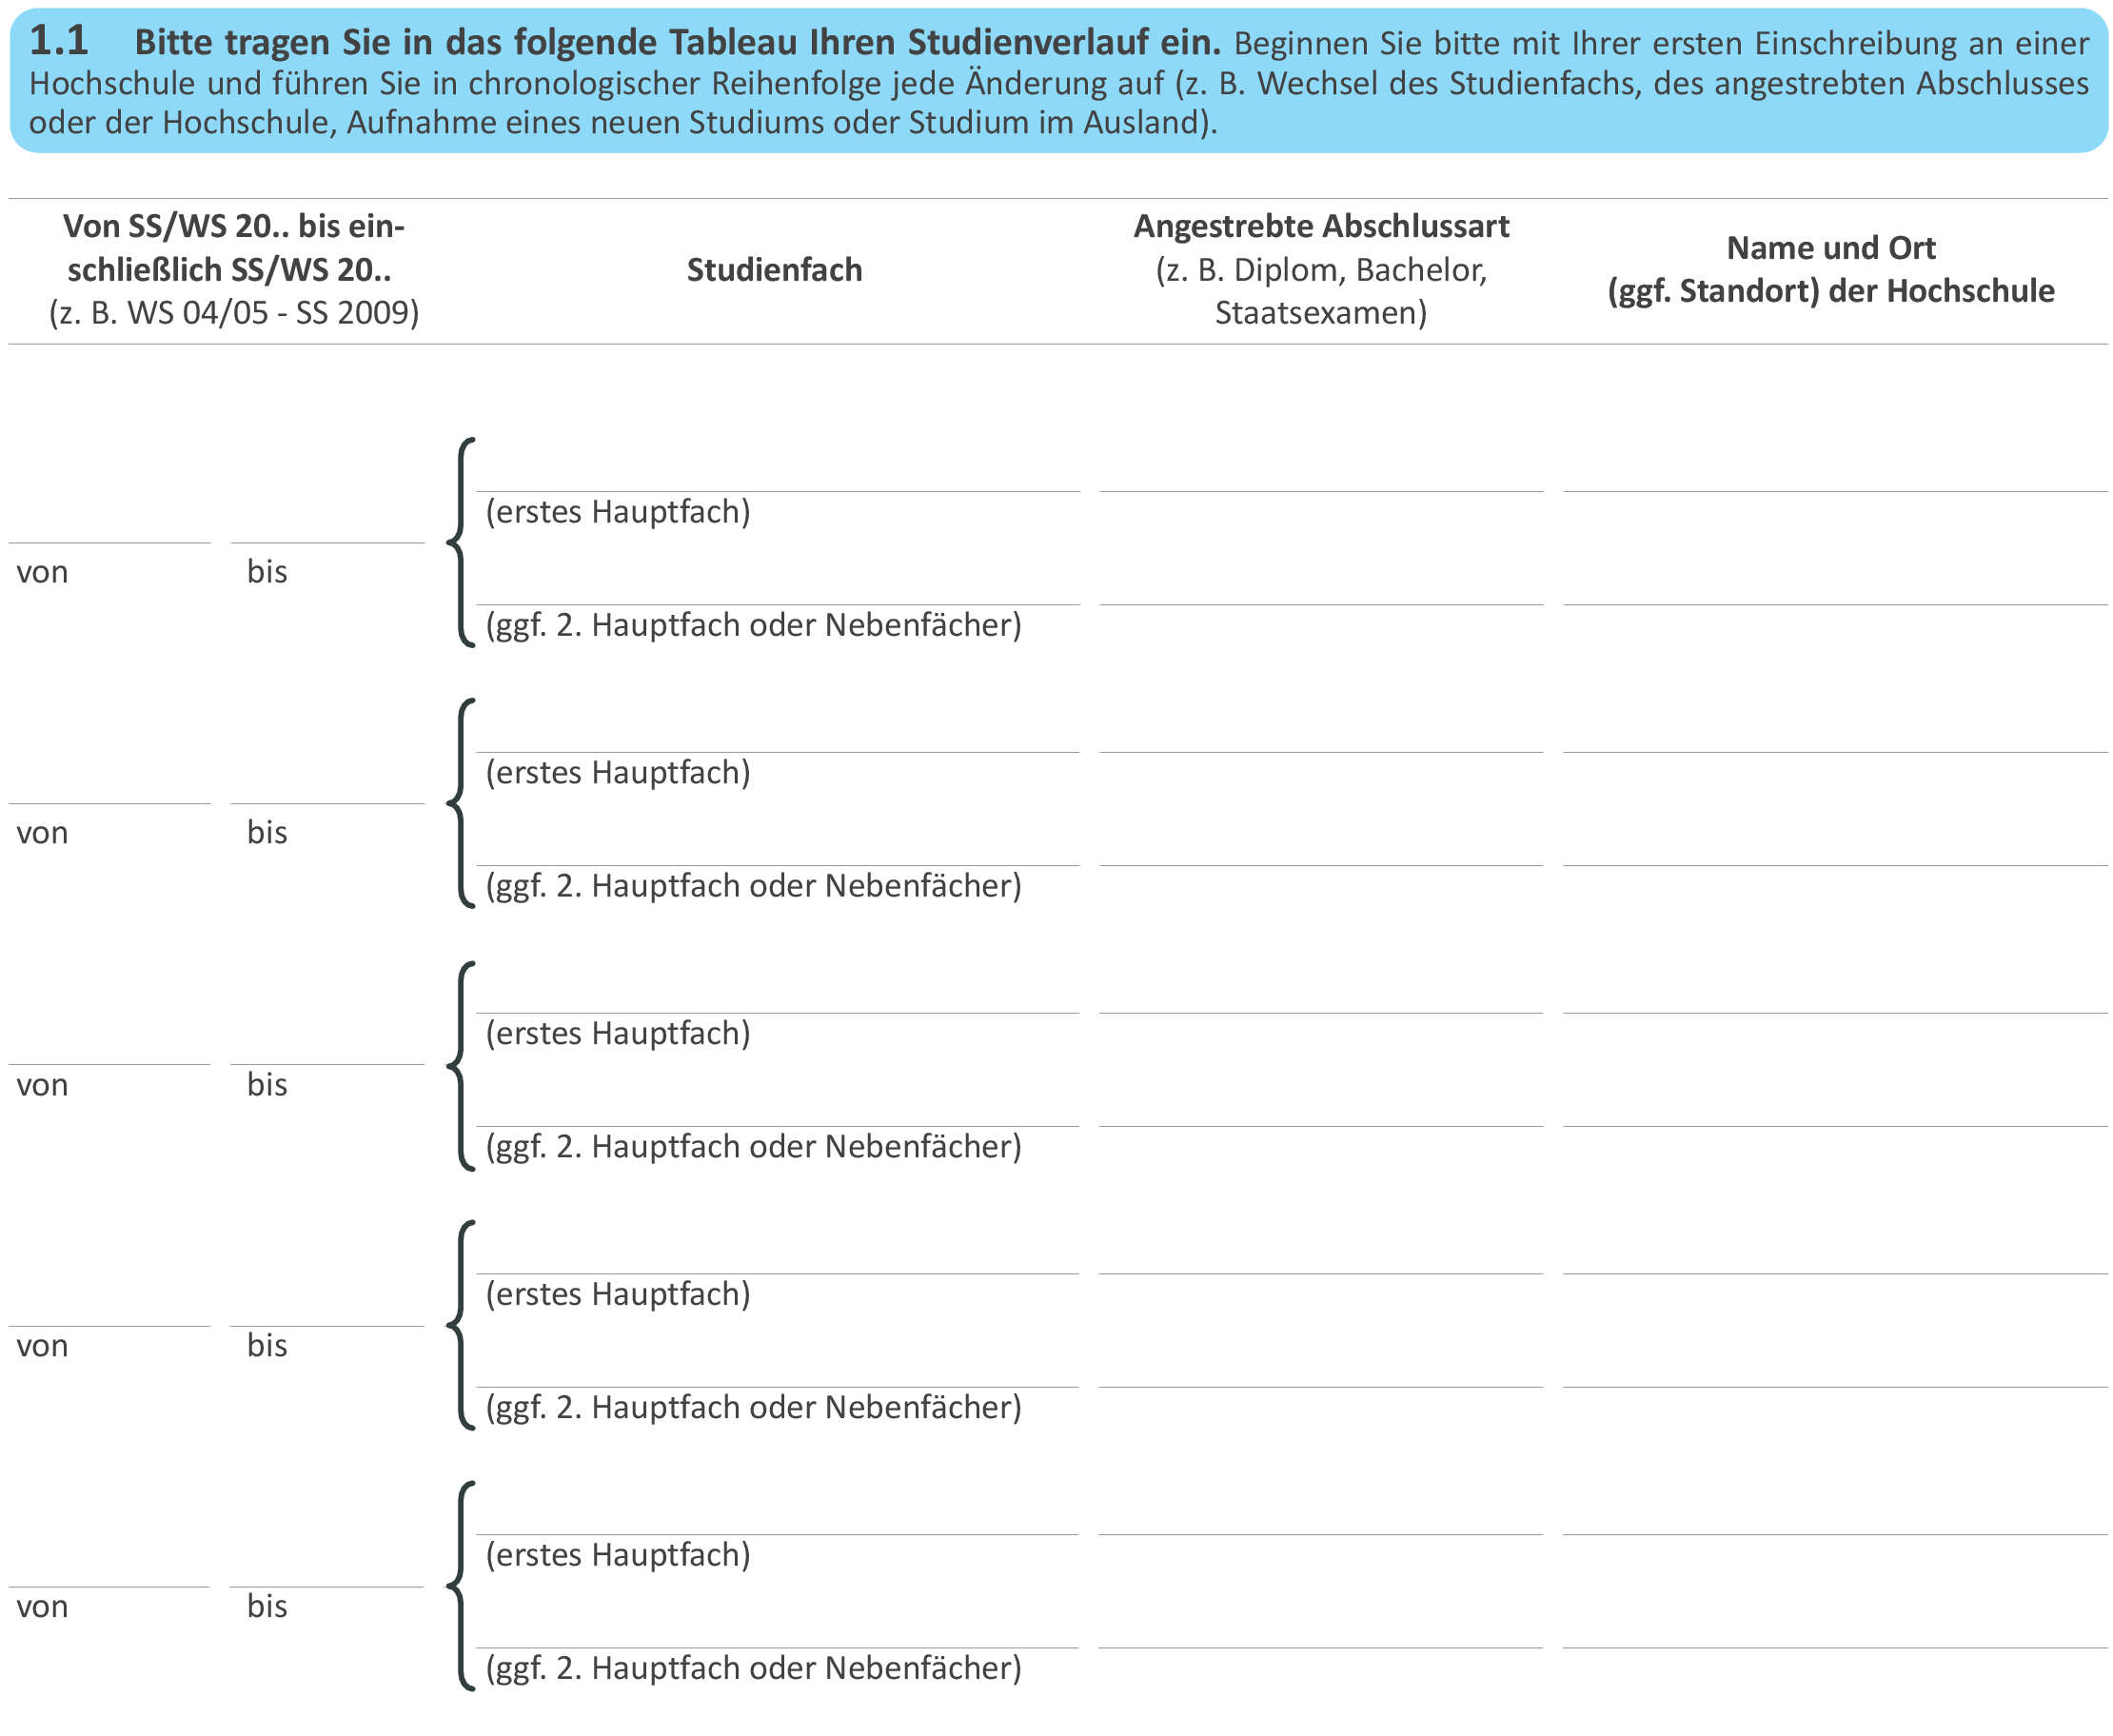 1.1 Bitte tragen Sie in das folgende Tableau Ihren Studienverlauf ein. Beginnen Sie bitte mit Ihrer ersten Einschreibung an einer
Hochschule und führen Sie in chronologischer Reihenfolge jede Änderung auf (z. B. Wechsel des Studienfachs, des angestrebten Abschlusses
oder der Hochschule, Aufnahme eines neuen Studiums oder Studium im Ausland).
Von SS/WS 20.. bis ein-
schließlich SS/WS 20..
(z. B. WS 04/05 - SS 2009)
Studienfach
Angestrebte Abschlussart
(z. B. Diplom, Bachelor,
Staatsexamen)
Name und Ort
(ggf. Standort) der Hochschule
(erstes Hauptfach)
von bis
(ggf. 2. Hauptfach oder Nebenfächer)
(erstes Hauptfach)
von bis
(ggf. 2. Hauptfach oder Nebenfächer)
(erstes Hauptfach)
von bis
(ggf. 2. Hauptfach oder Nebenfächer)
(erstes Hauptfach)
von bis
(ggf. 2. Hauptfach oder Nebenfächer)
(erstes Hauptfach)
von bis
(ggf. 2. Hauptfach oder Nebenfächer)